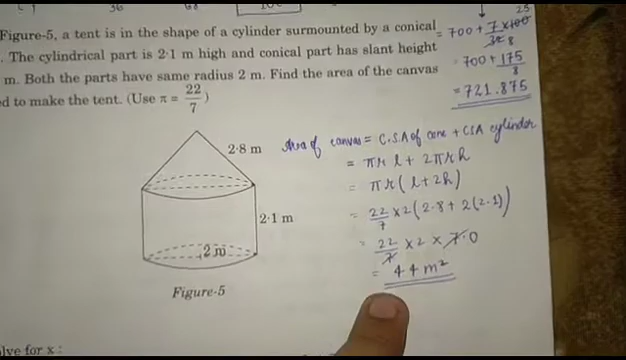 Figure-5, a tent is in the shape of a cylinder surmounted by a conical
. The cylindrical part is 2·1 m high and conical part has slant height
m. Both the parts have same radius 2 m. Find the area of the canvas
ed to make the tent. (Use π = 22/7)
= 700 + 7 × 100
25
8
= 700 + 175/8
= 721.875
2·8 m
2·1 m
2 m
Figure-5
Area of canvas = C.S.A of cone + CSA cylinder
= πr l + 2πrh
= πr(l + 2h)
= 22/7 × 2(2·8 + 2(2·1))
= 22/7 × 2 × 7·0
= 44 m²
lve for x :